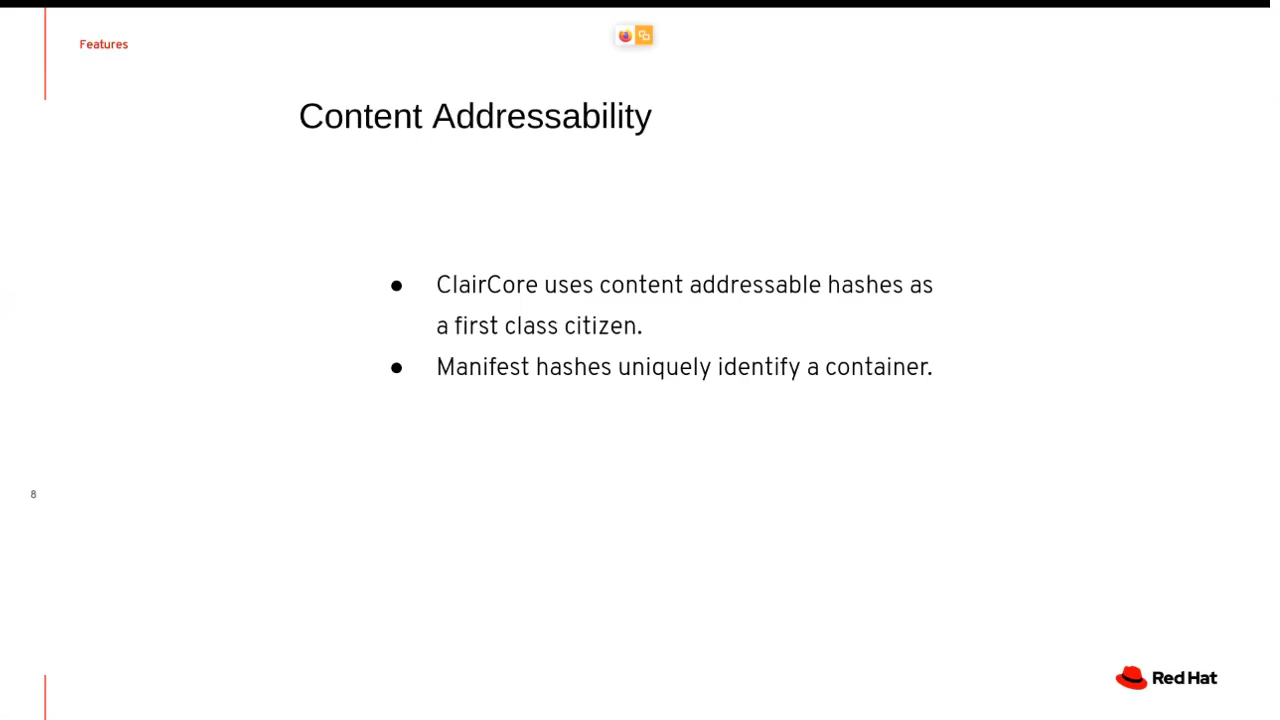 Features
Content Addressability
● ClairCore uses content addressable hashes as
a first class citizen.
● Manifest hashes uniquely identify a container.
8
Red Hat